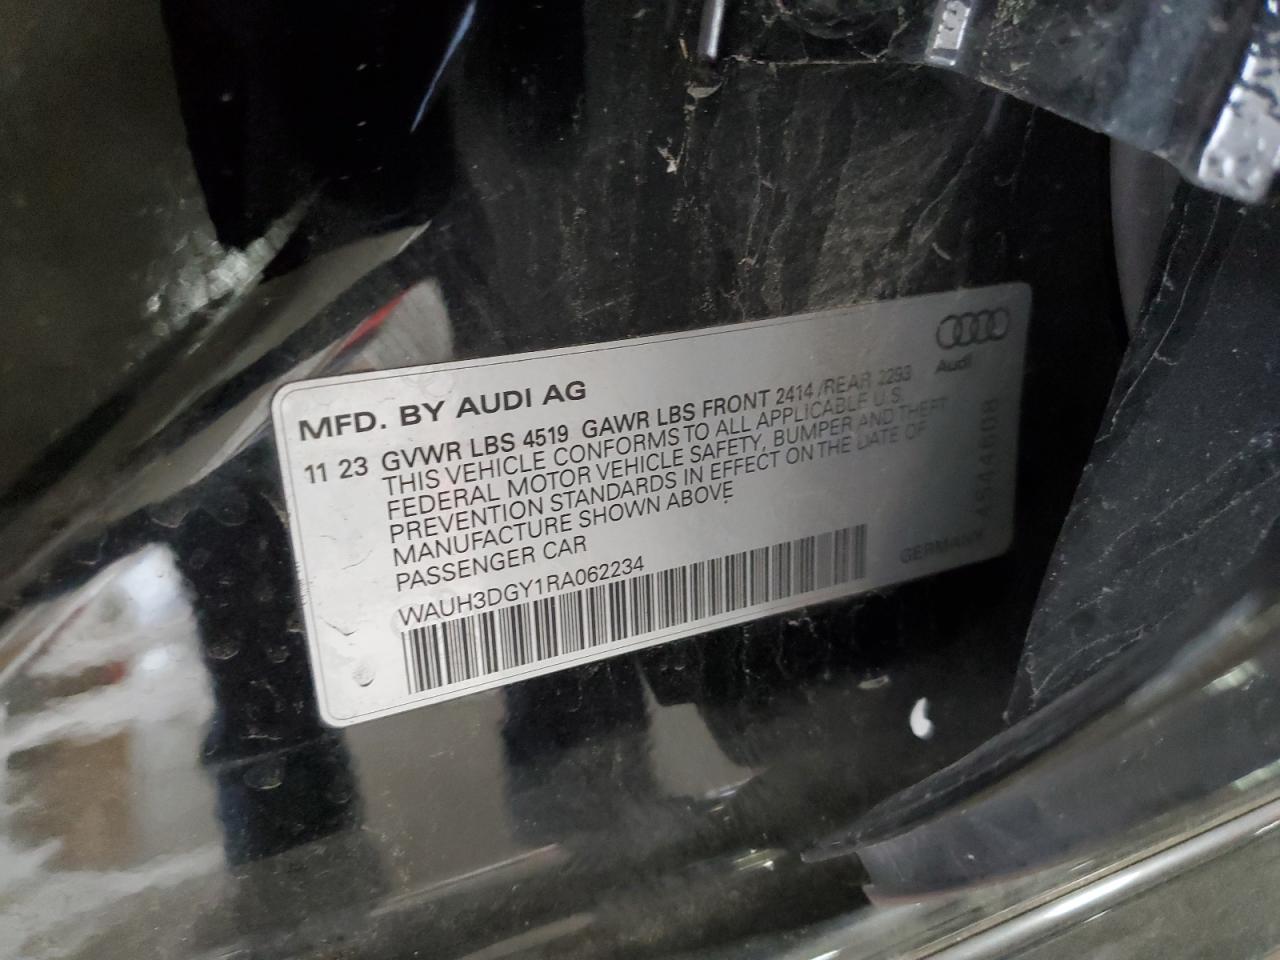 Audi
MFD. BY AUDI AG
11 23 GVWR LBS 4519 GAWR LBS FRONT 2414/REAR 2293
THIS VEHICLE CONFORMS TO ALL APPLICABLE U.S.
FEDERAL MOTOR VEHICLE SAFETY, BUMPER AND THEFT
PREVENTION STANDARDS IN EFFECT ON THE DATE OF
MANUFACTURE SHOWN ABOVE.
PASSENGER CAR
WAUH3DGY1RA062234
GERMANY
4544608